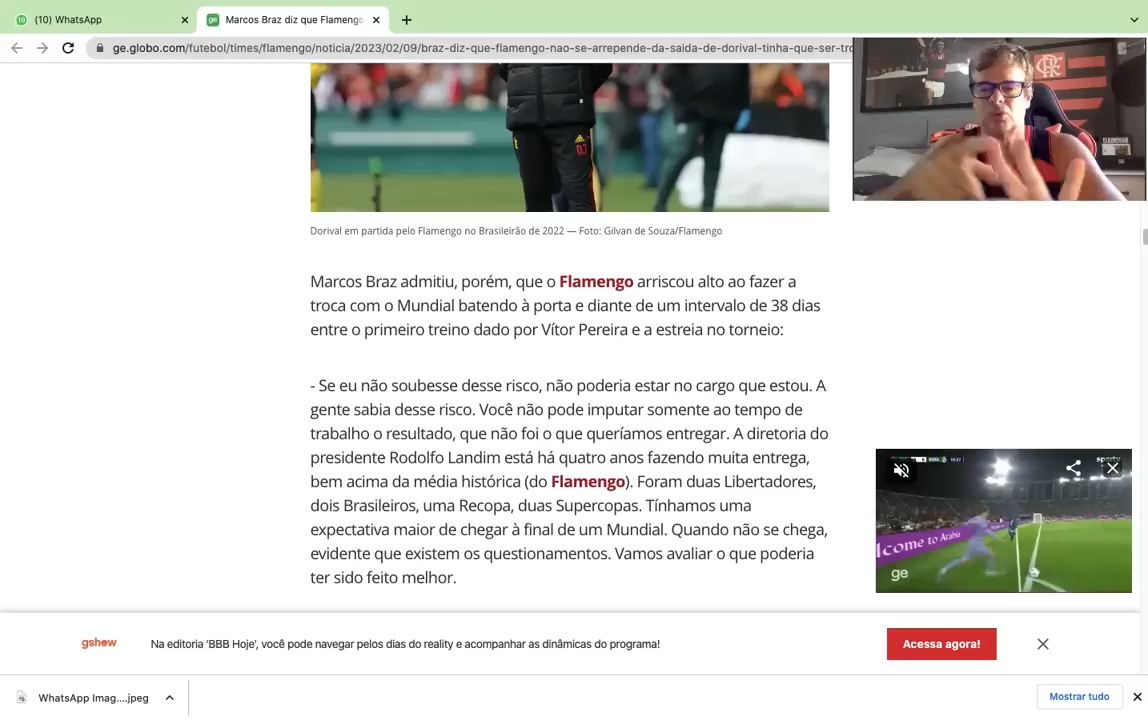 (10) WhatsApp
Marcos Braz diz que Flamengo
ge.globo.com/futebol/times/flamengo/noticia/2023/02/09/braz-diz-que-flamengo-nao-se-arrepende-da-saida-de-dorival-tinha-que-ser-tro
Dorival em partida pelo Flamengo no Brasileirão de 2022 — Foto: Gilvan de Souza/Flamengo
Marcos Braz admitiu, porém, que o Flamengo arriscou alto ao fazer a
troca com o Mundial batendo à porta e diante de um intervalo de 38 dias
entre o primeiro treino dado por Vítor Pereira e a estreia no torneio:
- Se eu não soubesse desse risco, não poderia estar no cargo que estou. A
gente sabia desse risco. Você não pode imputar somente ao tempo de
trabalho o resultado, que não foi o que queríamos entregar. A diretoria do
presidente Rodolfo Landim está há quatro anos fazendo muita entrega,
bem acima da média histórica (do Flamengo). Foram duas Libertadores,
dois Brasileiros, uma Recopa, duas Supercopas. Tínhamos uma
expectativa maior de chegar à final de um Mundial. Quando não se chega,
evidente que existem os questionamentos. Vamos avaliar o que poderia
ter sido feito melhor.
sportv
lcome to Arabi
ge
gshow
Na editoria 'BBB Hoje', você pode navegar pelos dias do reality e acompanhar as dinâmicas do programa!
Acessa agora!
WhatsApp Imag....jpeg
Mostrar tudo